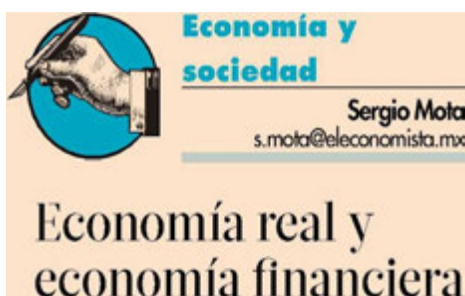 Economía y
sociedad
Sergio Mota
s.mota@eleconomista.mx
Economía real y
economía financiera